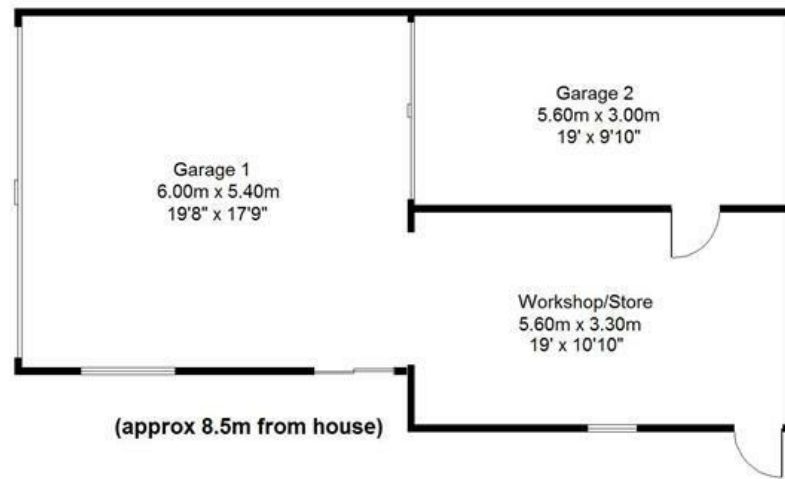 Garage 1
6.00m x 5.40m
19'8" x 17'9"
Garage 2
5.60m x 3.00m
19' x 9'10"
Workshop/Store
5.60m x 3.30m
19' x 10'10"
(approx 8.5m from house)